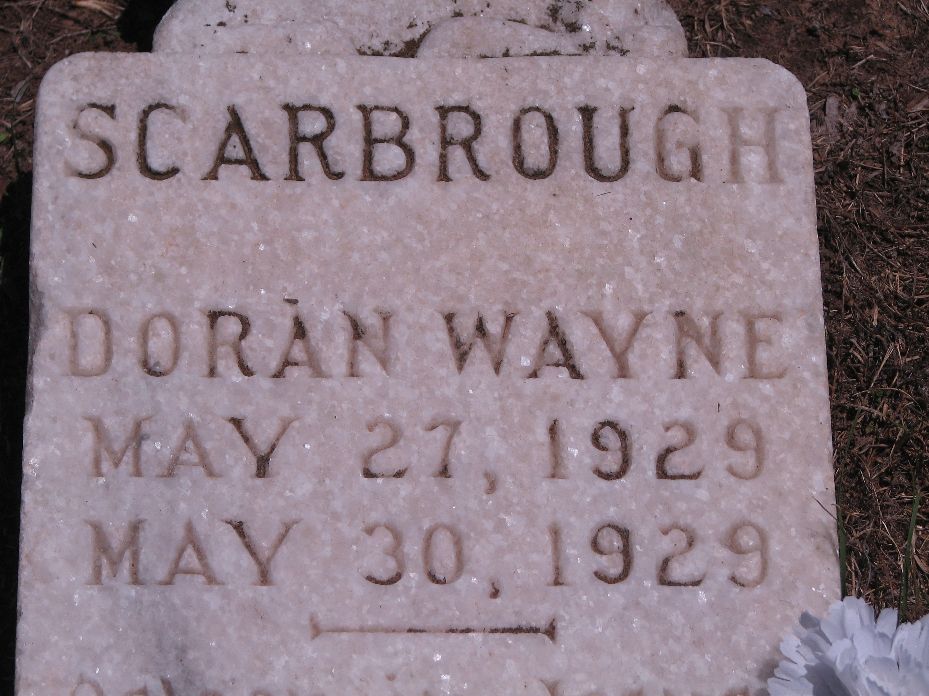 SCARBROUGH
DORAN WAYNE
MAY 27, 1929
MAY 30, 1929